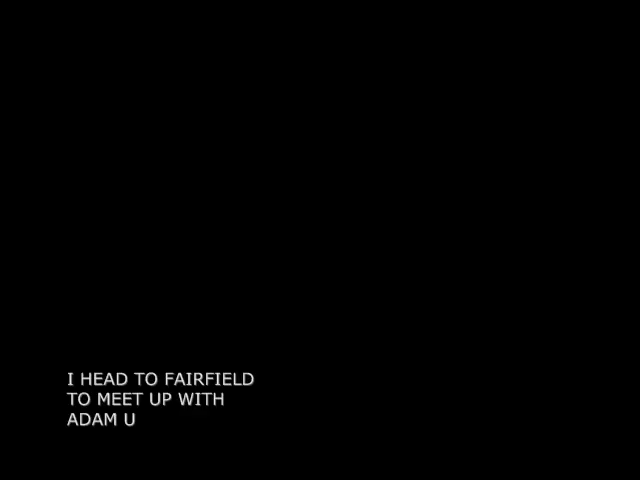 I HEAD TO FAIRFIELD
TO MEET UP WITH
ADAM U